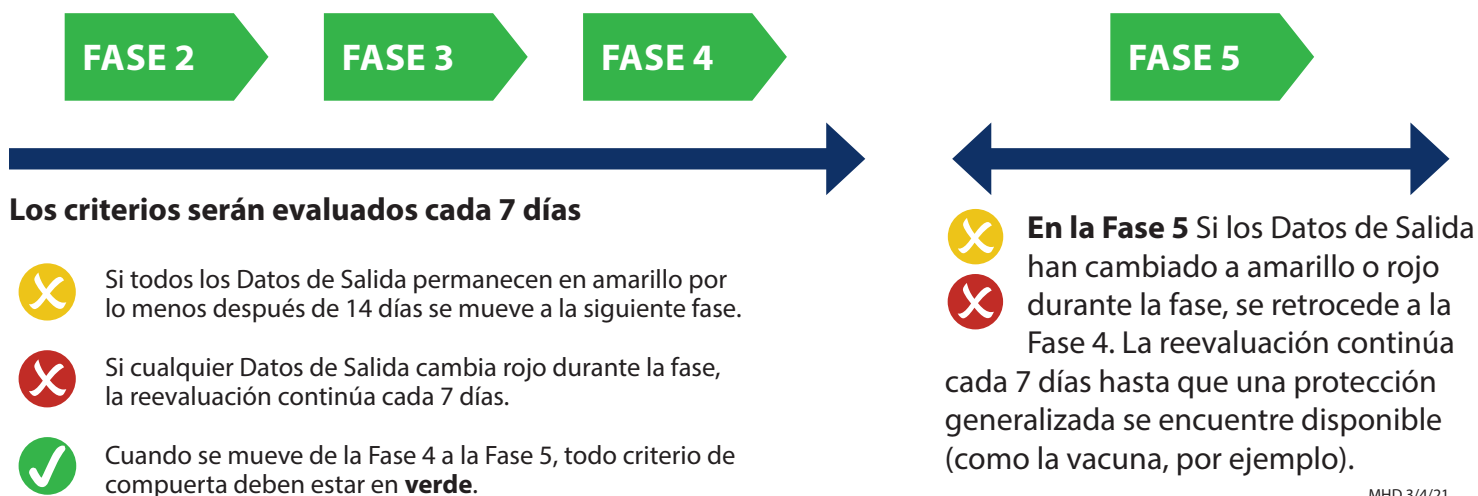 FASE 2
FASE 3
FASE 4
FASE 5
Los criterios serán evaluados cada 7 días
Si todos los Datos de Salida permanecen en amarillo por
lo menos después de 14 días se mueve a la siguiente fase.
Si cualquier Datos de Salida cambia rojo durante la fase,
la reevaluación continúa cada 7 días.
Cuando se mueve de la Fase 4 a la Fase 5, todo criterio de
compuerta deben estar en verde.
En la Fase 5 Si los Datos de Salida
han cambiado a amarillo o rojo
durante la fase, se retrocede a la
Fase 4. La reevaluación continúa
cada 7 días hasta que una protección
generalizada se encuentre disponible
(como la vacuna, por ejemplo).
MHD 3/4/21